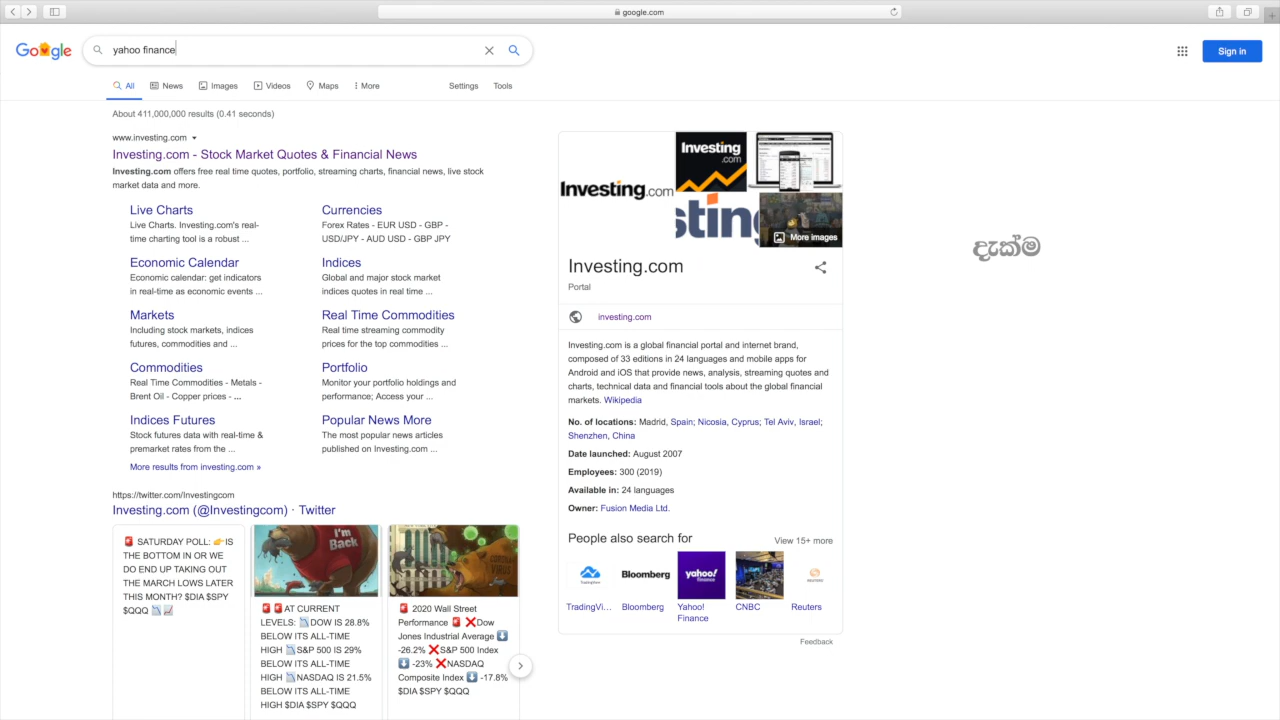 google.com
Google
yahoo finance
Sign in
All
News
Images
Videos
Maps
More
Settings
Tools
About 411,000,000 results (0.41 seconds)
www.investing.com
Investing.com - Stock Market Quotes & Financial News
Investing.com offers free real time quotes, portfolio, streaming charts, financial news, live stock
market data and more.
Live Charts
Live Charts. Investing.com's real-
time charting tool is a robust ...
Currencies
Forex Rates - EUR USD - GBP -
USD/JPY - AUD USD - GBP JPY
Economic Calendar
Economic calendar: get indicators
in real-time as economic events ...
Indices
Global and major stock market
indices quotes in real time ...
Markets
Including stock markets, indices
futures, commodities and ...
Real Time Commodities
Real time streaming commodity
prices for the top commodities ...
Commodities
Real Time Commodities - Metals -
Brent Oil - Copper prices - ...
Portfolio
Monitor your portfolio holdings and
performance; Access your ...
Indices Futures
Stock futures data with real-time &
premarket rates from the ...
Popular News More
The most popular news articles
published on Investing.com ...
More results from investing.com »
https://twitter.com/Investingcom
Investing.com (@Investingcom) · Twitter
🚨 SATURDAY POLL: 👉IS
THE BOTTOM IN OR WE
DO END UP TAKING OUT
THE MARCH LOWS LATER
THIS MONTH? $DIA $SPY
$QQQ 📉📈
I'm
Back
🚨🚨AT CURRENT
LEVELS: 📉DOW IS 28.8%
BELOW ITS ALL-TIME
HIGH 📉S&P 500 IS 29%
BELOW ITS ALL-TIME
HIGH 📉NASDAQ IS 21.5%
BELOW ITS ALL-TIME
HIGH $DIA $SPY $QQQ
🚨 2020 Wall Street
Performance 🚨 ❌Dow
Jones Industrial Average ⬇️
-26.2% ❌S&P 500 Index
⬇️ -23% ❌NASDAQ
Composite Index ⬇️ -17.8%
$DIA $SPY $QQQ
Investing.com
Investing
.com
sting
More images
Investing.com
Portal
investing.com
Investing.com is a global financial portal and internet brand,
composed of 33 editions in 24 languages and mobile apps for
Android and iOS that provide news, analysis, streaming quotes and
charts, technical data and financial tools about the global financial
markets. Wikipedia
No. of locations: Madrid, Spain; Nicosia, Cyprus; Tel Aviv, Israel;
Shenzhen, China
Date launched: August 2007
Employees: 300 (2019)
Available in: 24 languages
Owner: Fusion Media Ltd.
People also search for
View 15+ more
Bloomberg
yahoo!
finance
TradingVi...
Bloomberg
Yahoo!
Finance
CNBC
Reuters
Feedback
දැක්ම